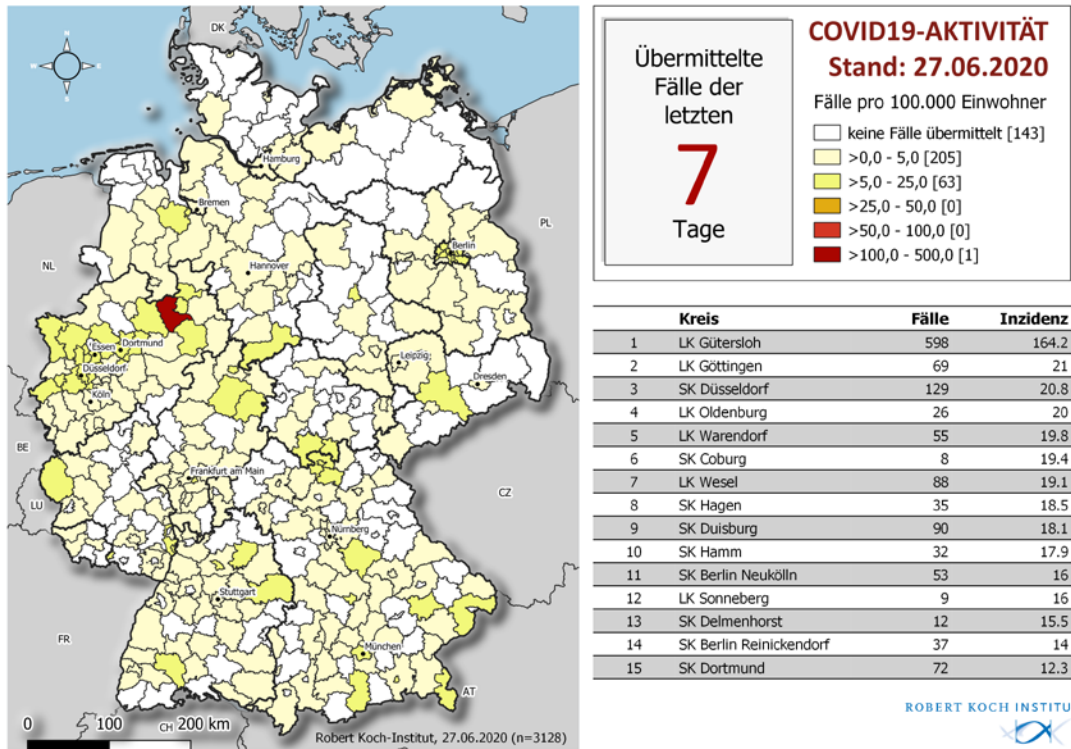 DK
PL
NL
BE
LU
CZ
FR
AT
CH
N
W
S
Hamburg
Bremen
Berlin
Hannover
Essen
Dortmund
Düsseldorf
Köln
Leipzig
Dresden
Frankfurt am Main
Nürnberg
Stuttgart
München
0 100 200 km
Robert Koch-Institut, 27.06.2020 (n=3128)
Übermittelte
Fälle der
letzten
7
Tage
COVID19-AKTIVITÄT
Stand: 27.06.2020
Fälle pro 100.000 Einwohner
keine Fälle übermittelt [143]
>0,0 - 5,0 [205]
>5,0 - 25,0 [63]
>25,0 - 50,0 [0]
>50,0 - 100,0 [0]
>100,0 - 500,0 [1]
Kreis Fälle Inzidenz
1 LK Gütersloh 598 164.2
2 LK Göttingen 69 21
3 SK Düsseldorf 129 20.8
4 LK Oldenburg 26 20
5 LK Warendorf 55 19.8
6 SK Coburg 8 19.4
7 LK Wesel 88 19.1
8 SK Hagen 35 18.5
9 SK Duisburg 90 18.1
10 SK Hamm 32 17.9
11 SK Berlin Neukölln 53 16
12 LK Sonneberg 9 16
13 SK Delmenhorst 12 15.5
14 SK Berlin Reinickendorf 37 14
15 SK Dortmund 72 12.3
ROBERT KOCH INSTITU